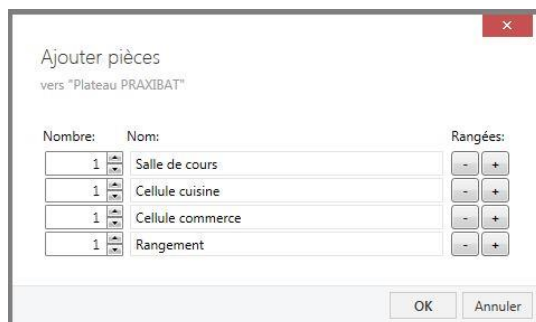 ×
Ajouter pièces
vers "Plateau PRAXIBAT"
Nombre: Nom: Rangées:
1 Salle de cours - +
1 Cellule cuisine - +
1 Cellule commerce - +
1 Rangement - +
OK Annuler